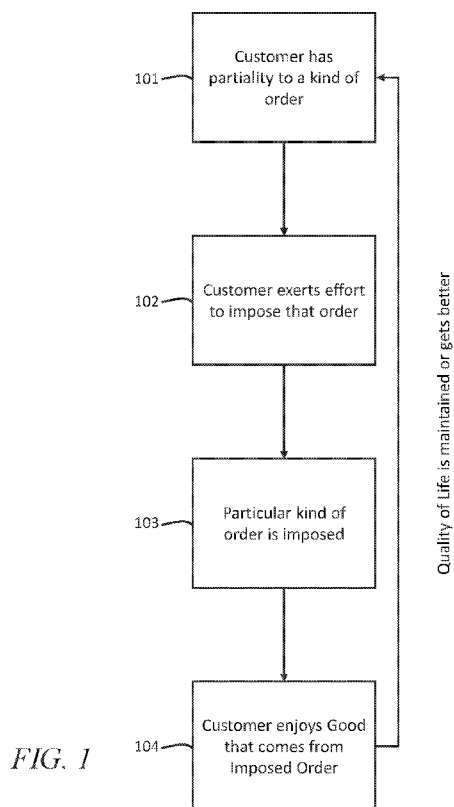 Customer has
partiality to a kind of
order
101
Customer exerts effort
to impose that order
102
Quality of Life is maintained or gets better
Particular kind of
order is imposed
103
Customer enjoys Good
that comes from
Imposed Order
104
FIG. 1